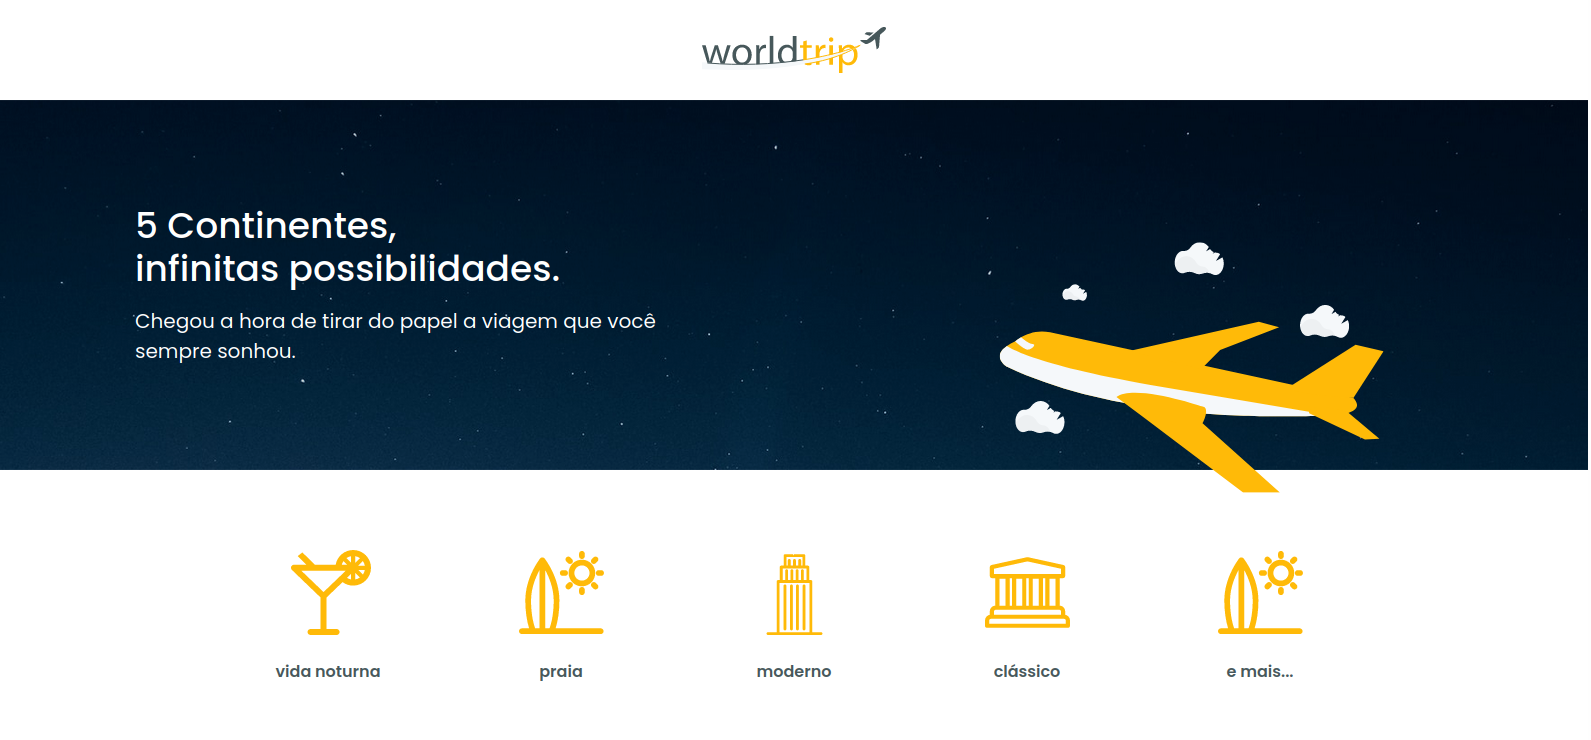 worldtrip
5 Continentes,
infinitas possibilidades.
Chegou a hora de tirar do papel a viagem que você
sempre sonhou.
vida noturna
praia
moderno
clássico
e mais...